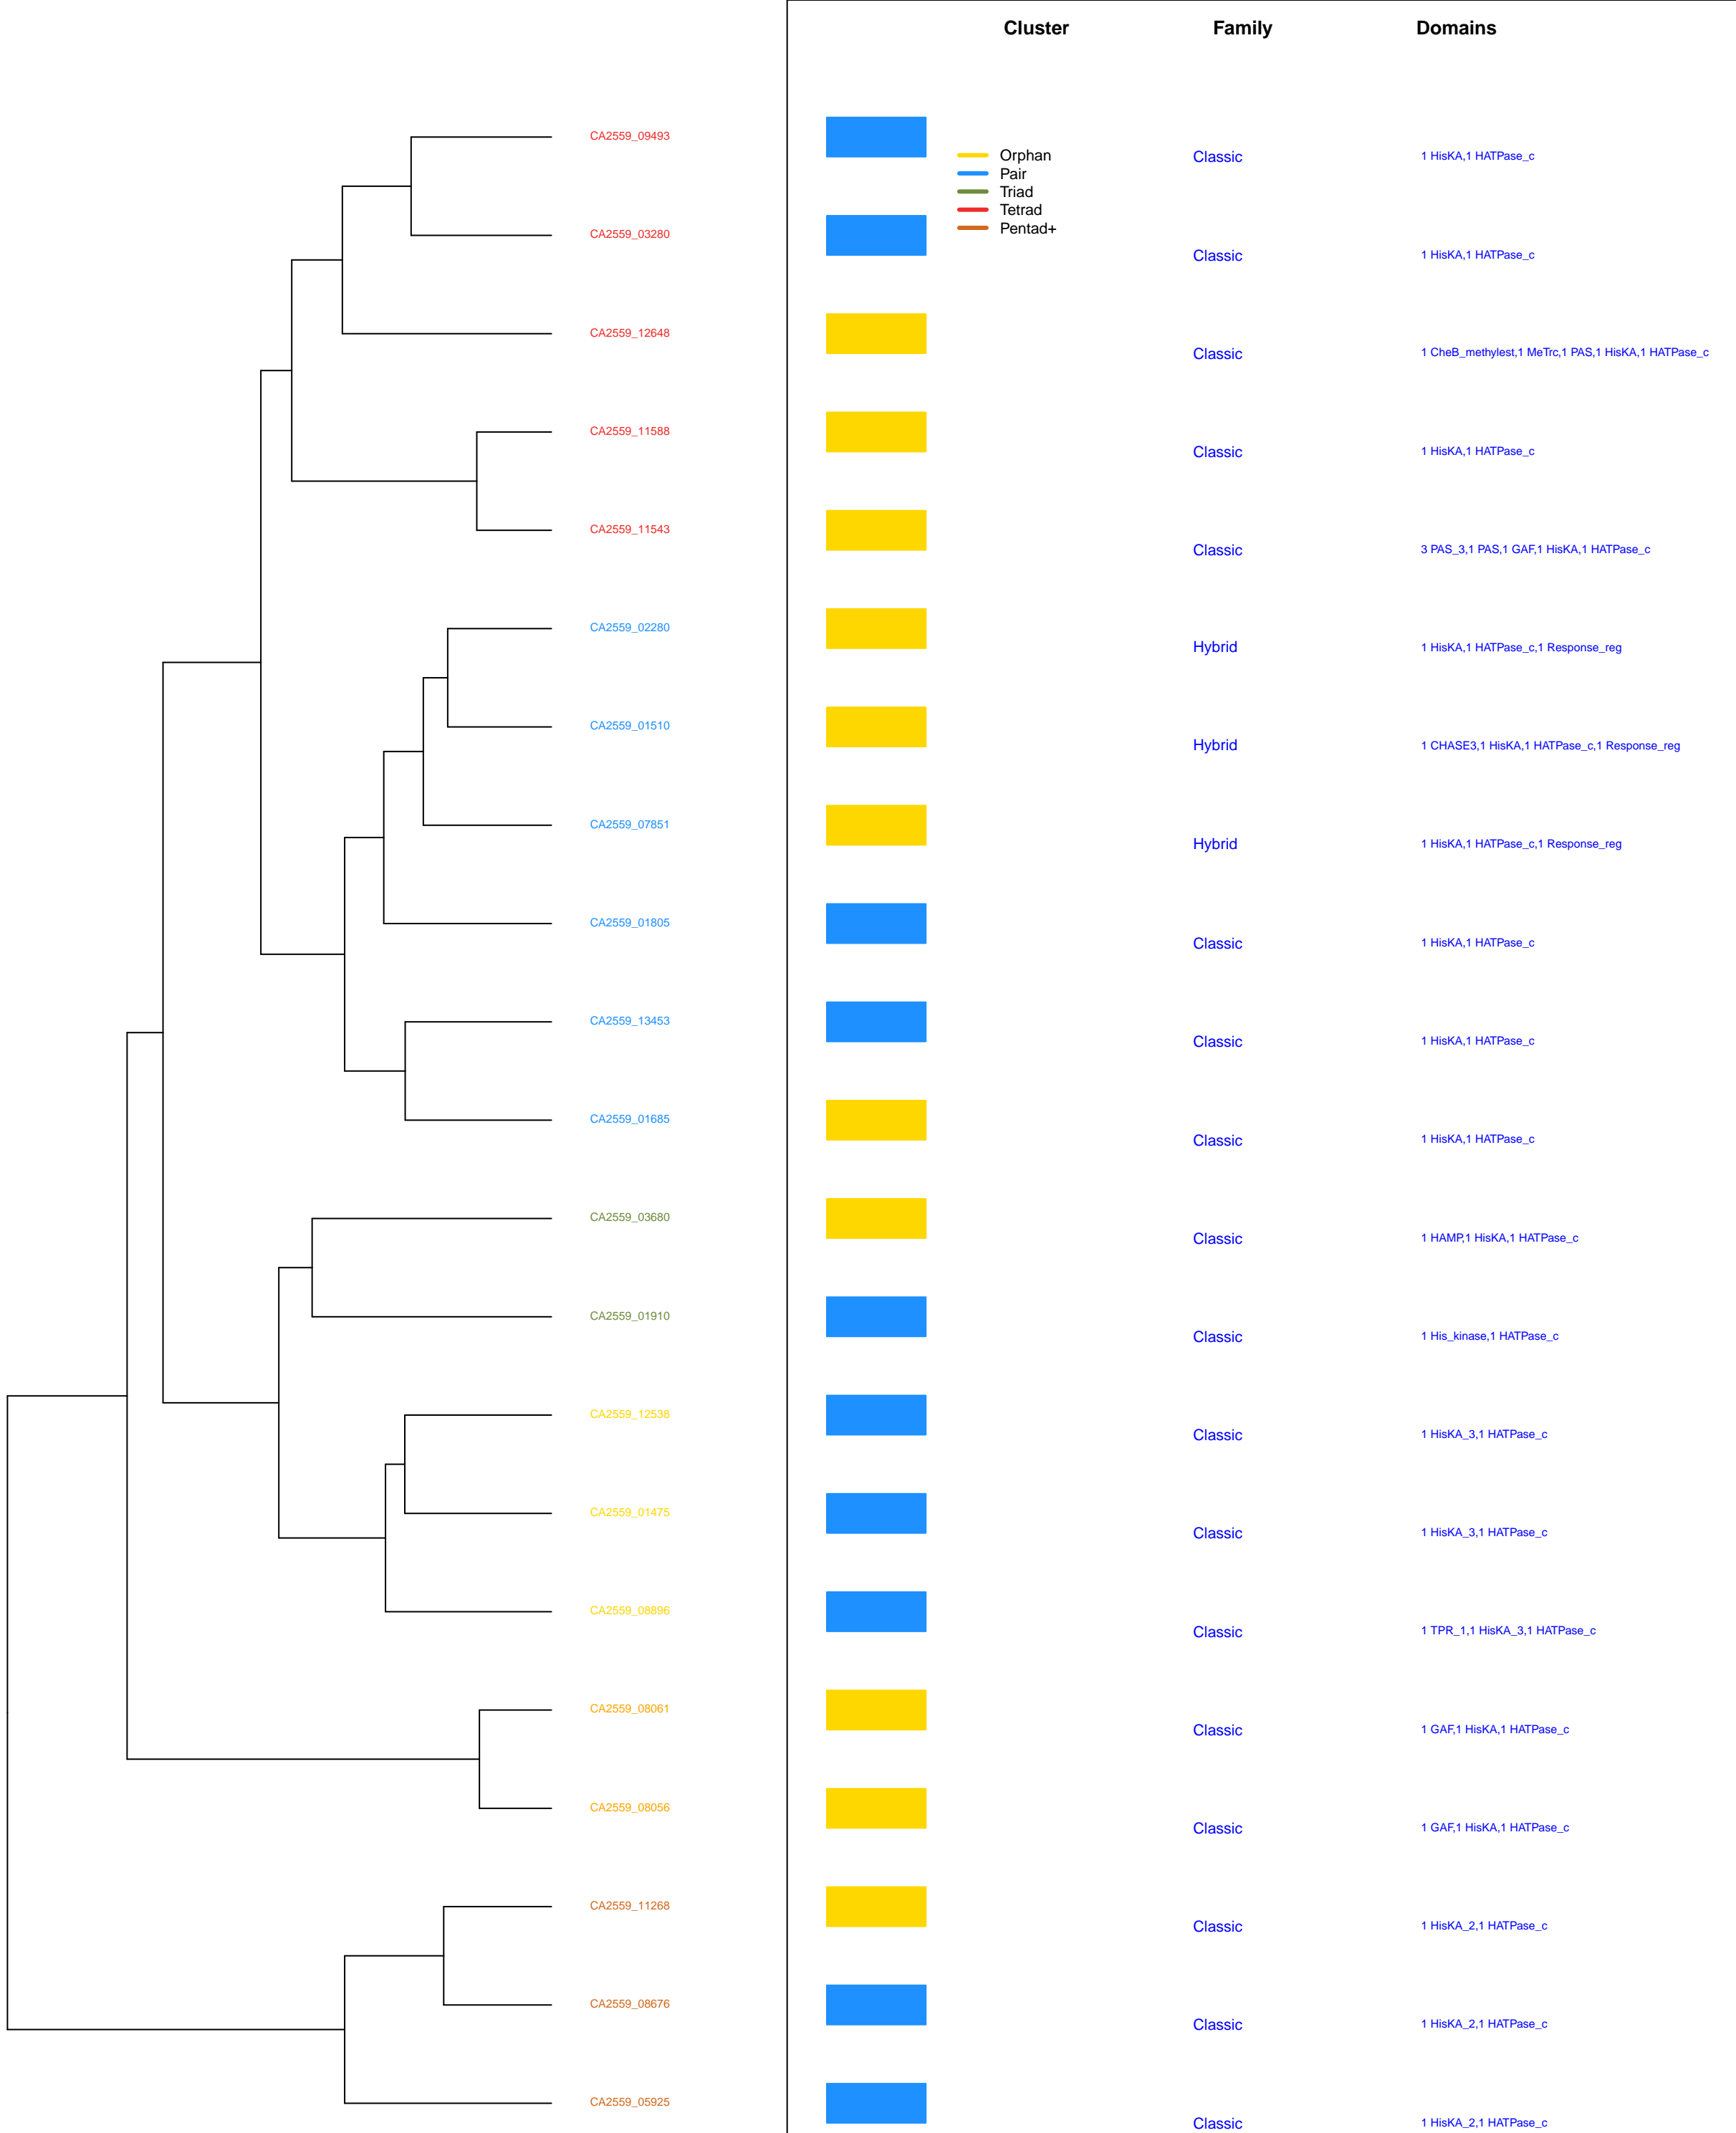 Cluster Family Domains
CA2559_09493
Orphan
Classic 1 HisKA,1 HATPase_c
Pair
Triad
Tetrad
Pentad+
CA2559_03280
Classic 1 HisKA,1 HATPase_c
CA2559_12648
Classic 1 CheB_methylest,1 MeTrc,1 PAS,1 HisKA,1 HATPase_c
CA2559_11588
Classic 1 HisKA,1 HATPase_c
CA2559_11543
Classic 3 PAS_3,1 PAS,1 GAF,1 HisKA,1 HATPase_c
CA2559_02280
Hybrid 1 HisKA,1 HATPase_c,1 Response_reg
CA2559_01510
Hybrid 1 CHASE3,1 HisKA,1 HATPase_c,1 Response_reg
CA2559_07851
Hybrid 1 HisKA,1 HATPase_c,1 Response_reg
CA2559_01805
Classic 1 HisKA,1 HATPase_c
CA2559_13453
Classic 1 HisKA,1 HATPase_c
CA2559_01685
Classic 1 HisKA,1 HATPase_c
CA2559_03680
Classic 1 HAMP,1 HisKA,1 HATPase_c
CA2559_01910
Classic 1 His_kinase,1 HATPase_c
CA2559_12538
Classic 1 HisKA_3,1 HATPase_c
CA2559_01475
Classic 1 HisKA_3,1 HATPase_c
CA2559_08896
Classic 1 TPR_1,1 HisKA_3,1 HATPase_c
CA2559_08061
Classic 1 GAF,1 HisKA,1 HATPase_c
CA2559_08056
Classic 1 GAF,1 HisKA,1 HATPase_c
CA2559_11268
Classic 1 HisKA_2,1 HATPase_c
CA2559_08676
Classic 1 HisKA_2,1 HATPase_c
CA2559_05925
Classic 1 HisKA_2,1 HATPase_c